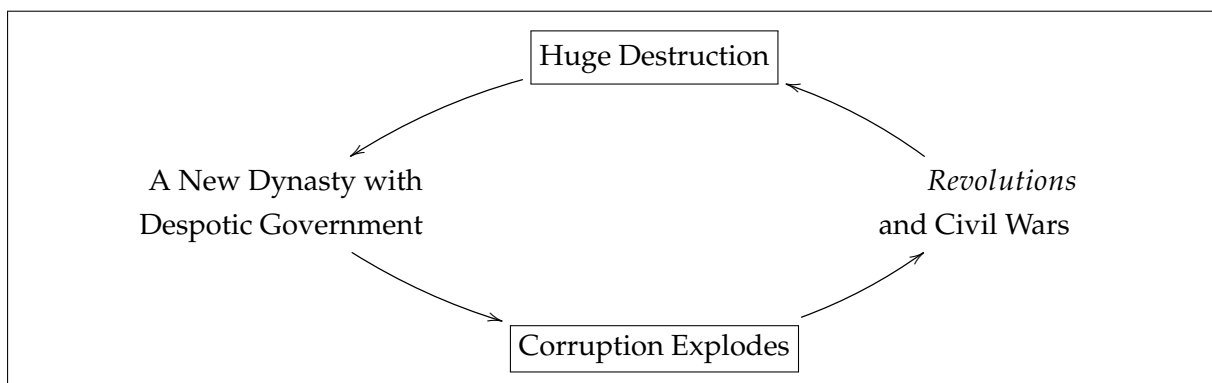 Huge Destruction
A New Dynasty with
Despotic Government
Revolutions
and Civil Wars
Corruption Explodes